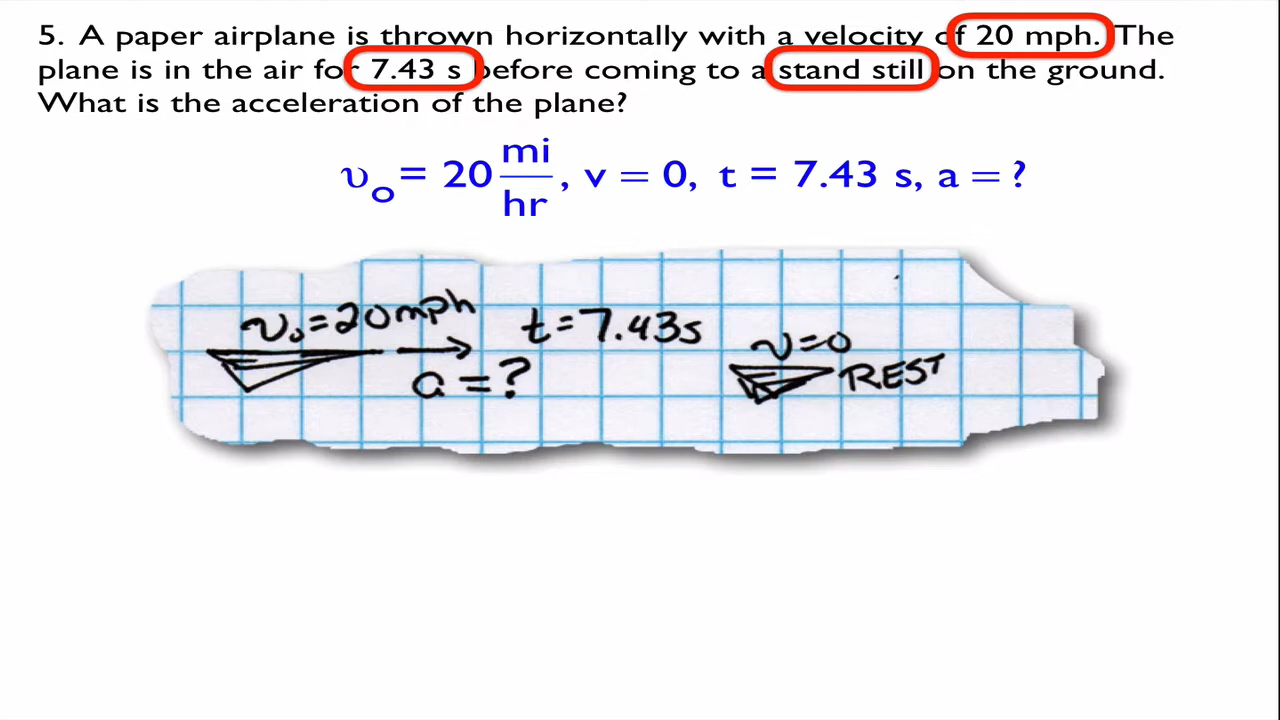 5. A paper airplane is thrown horizontally with a velocity of 20 mph. The
plane is in the air for 7.43 s before coming to a stand still on the ground.
What is the acceleration of the plane?
υₒ = 20 mi/hr, v = 0, t = 7.43 s, a = ?
v₀=20mph t=7.43s v=0
a=? REST